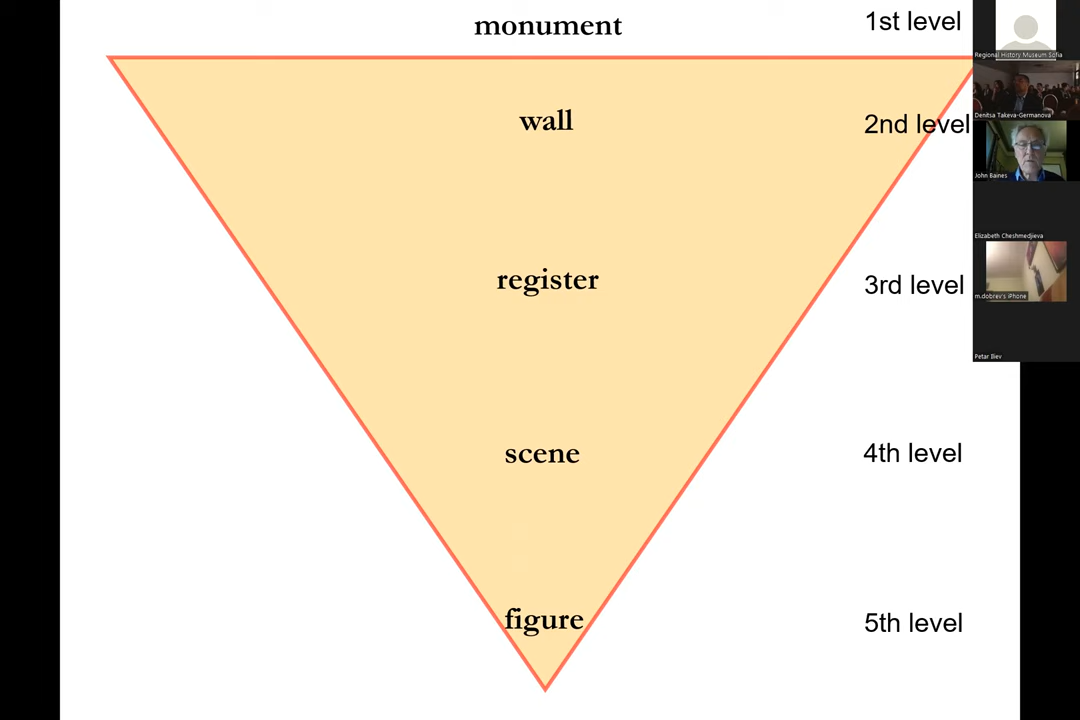 monument
1st level
wall
2nd level
register
3rd level
scene
4th level
figure
5th level
Regional History Museum Sofia
Denitsa Takeva-Germanova
John Baines
Elizabeth Cheshmedjieva
m.dobrev's iPhone
Petar Iliev